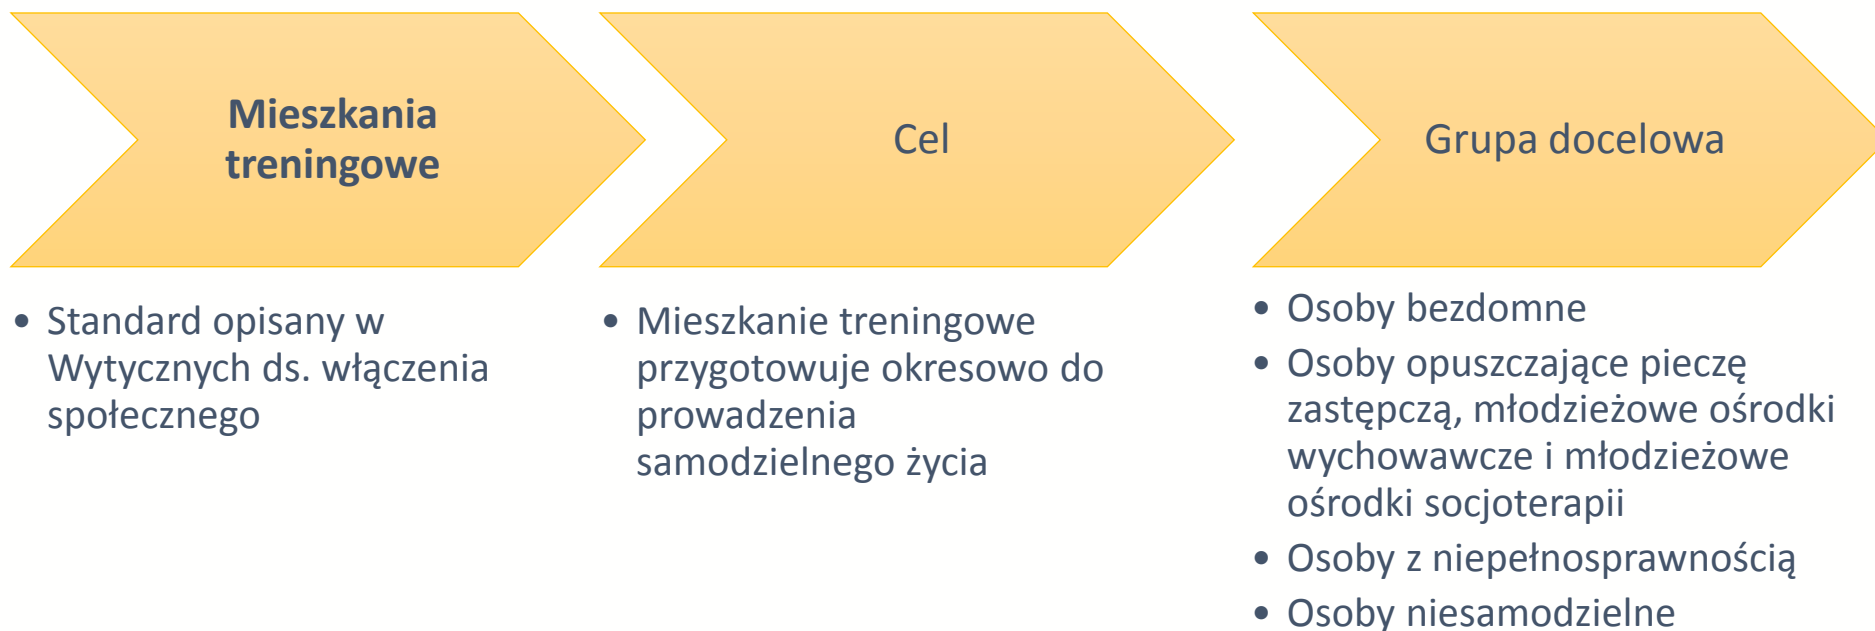 Mieszkania
treningowe
• Standard opisany w
Wytycznych ds. włączenia
społecznego
Cel
• Mieszkanie treningowe
przygotowuje okresowo do
prowadzenia
samodzielnego życia
Grupa docelowa
• Osoby bezdomne
• Osoby opuszczające pieczę
zastępczą, młodzieżowe ośrodki
wychowawcze i młodzieżowe
ośrodki socjoterapii
• Osoby z niepełnosprawnością
• Osoby niesamodzielne